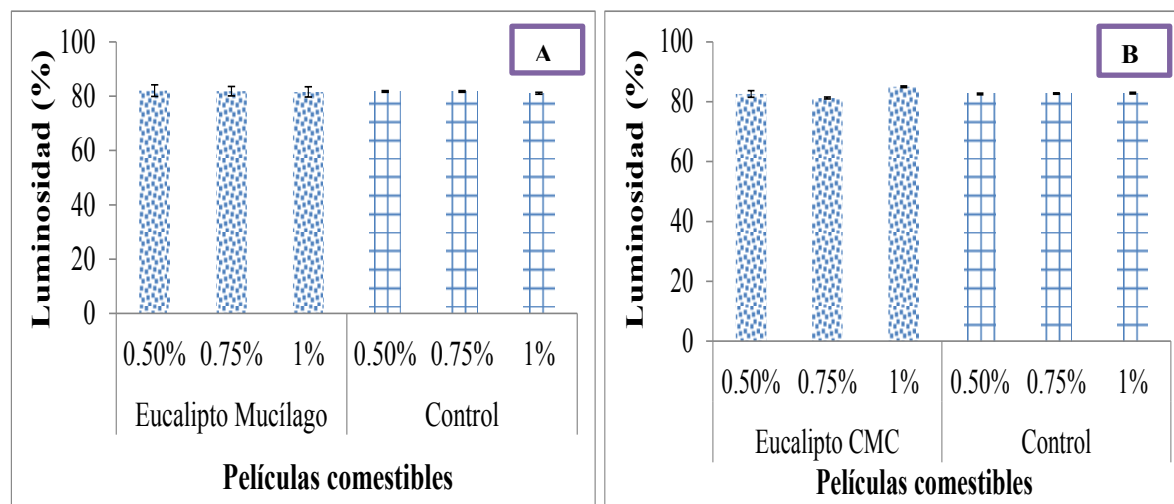 A
Luminosidad (%)
100
80
60
40
20
0
0.50% 0.75% 1% 0.50% 0.75% 1%
Eucalipto Mucílago Control
Películas comestibles
B
Luminosidad (%)
100
80
60
40
20
0
0.50% 0.75% 1% 0.50% 0.75% 1%
Eucalipto CMC Control
Películas comestibles